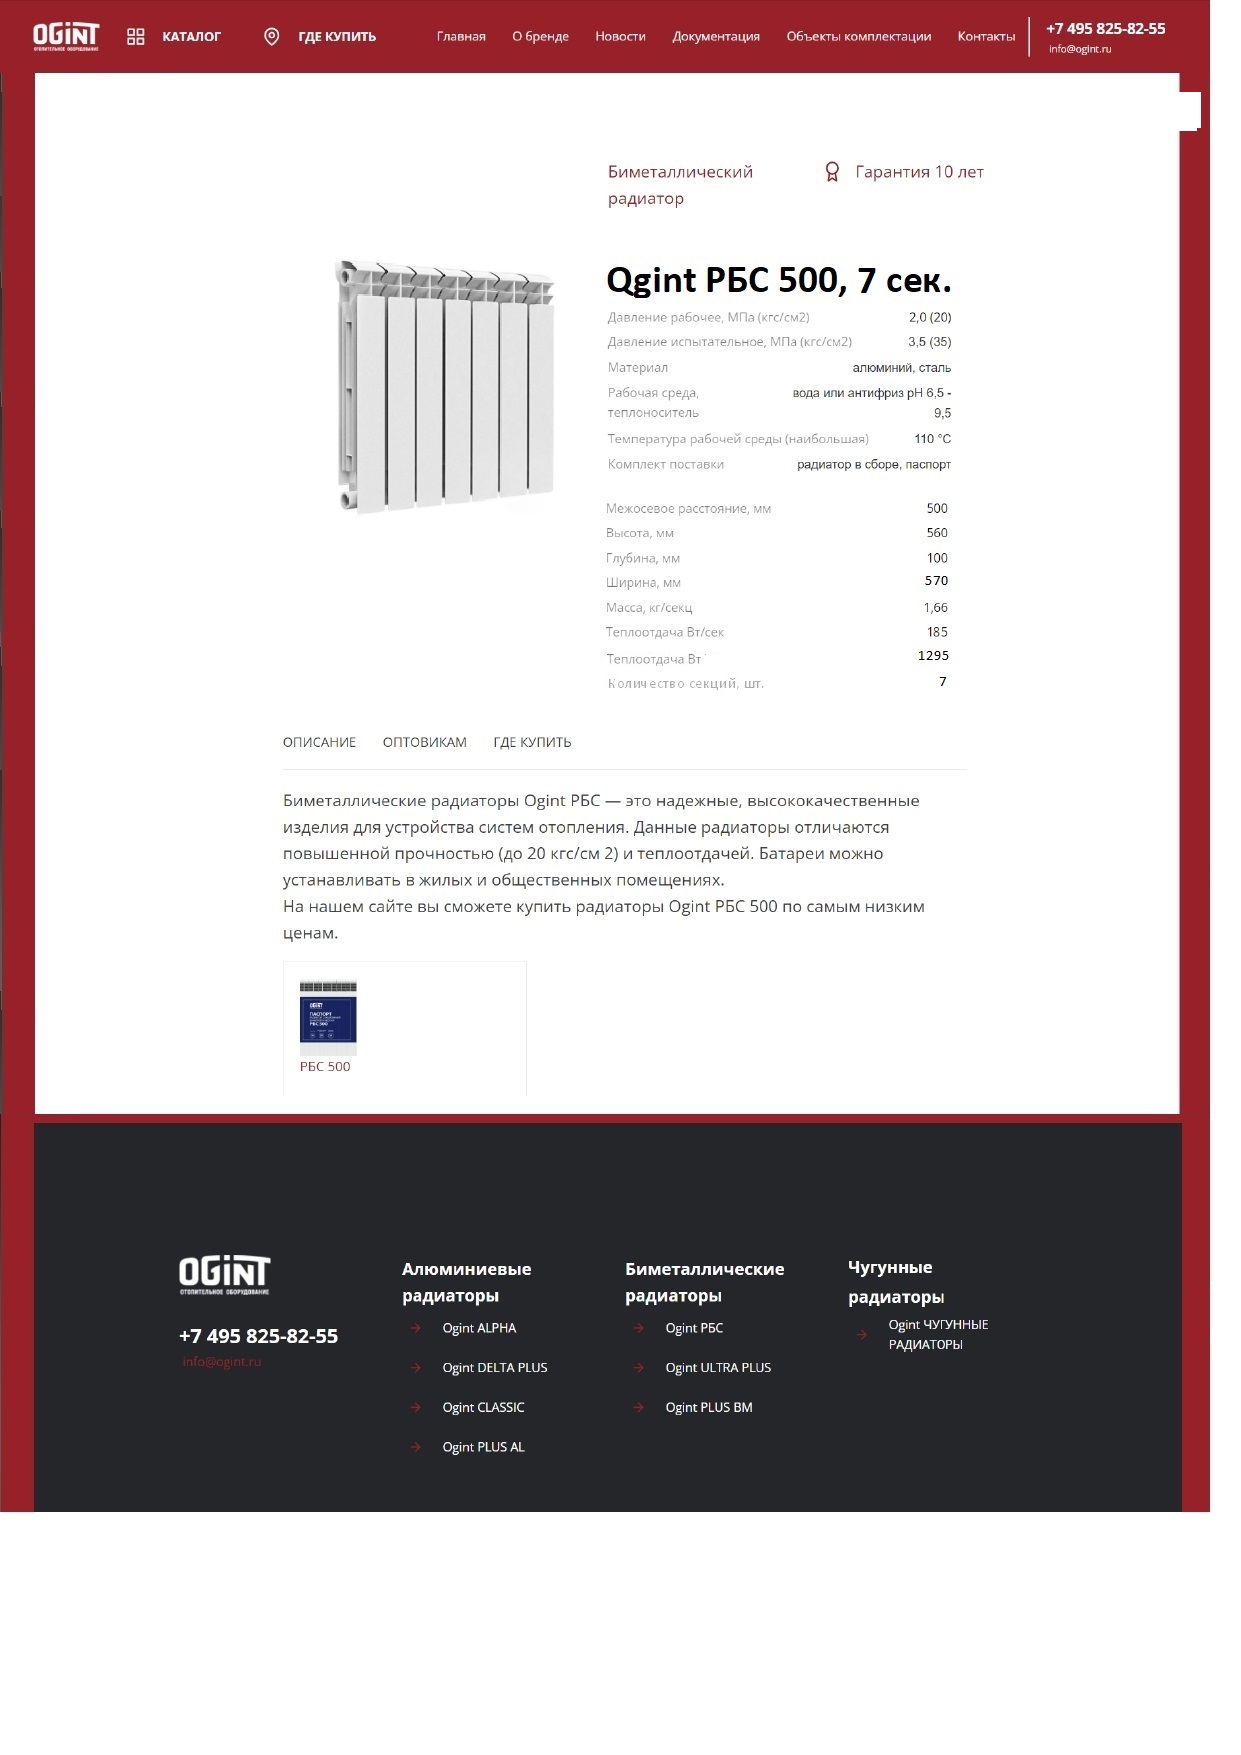 OGiNT
ОТОПИТЕЛЬНОЕ ОБОРУДОВАНИЕ
КАТАЛОГ
ГДЕ КУПИТЬ
Главная
О бренде
Новости
Документация
Объекты комплектации
Контакты
+7 495 825-82-55
info@ogint.ru
Биметаллический
радиатор
Гарантия 10 лет
Qgint РБС 500, 7 сек.
Давление рабочее, МПа (кгс/см2) 2,0 (20)
Давление испытательное, МПа (кгс/см2) 3,5 (35)
Материал алюминий, сталь
Рабочая среда, вода или антифриз pH 6,5 -
теплоноситель 9,5
Температура рабочей среды (наибольшая) 110 °C
Комплект поставки радиатор в сборе, паспорт
Межосевое расстояние, мм 500
Высота, мм 560
Глубина, мм 100
Ширина, мм 570
Масса, кг/секц 1,66
Теплоотдача Вт/сек 185
Теплоотдача Вт 1295
Количество секций, шт. 7
ОПИСАНИЕ ОПТОВИКАМ ГДЕ КУПИТЬ
Биметаллические радиаторы Ogint РБС — это надежные, высококачественные
изделия для устройства систем отопления. Данные радиаторы отличаются
повышенной прочностью (до 20 кгс/см 2) и теплоотдачей. Батареи можно
устанавливать в жилых и общественных помещениях.
На нашем сайте вы сможете купить радиаторы Ogint РБС 500 по самым низким
ценам.
OGiNT
ПАСПОРТ
РБС 500
РБС 500
OGiNT
ОТОПИТЕЛЬНОЕ ОБОРУДОВАНИЕ
+7 495 825-82-55
info@ogint.ru
Алюминиевые
радиаторы
Ogint ALPHA
Ogint DELTA PLUS
Ogint CLASSIC
Ogint PLUS AL
Биметаллические
радиаторы
Ogint РБС
Ogint ULTRA PLUS
Ogint PLUS BM
Чугунные
радиаторы
Ogint ЧУГУННЫЕ
РАДИАТОРЫ